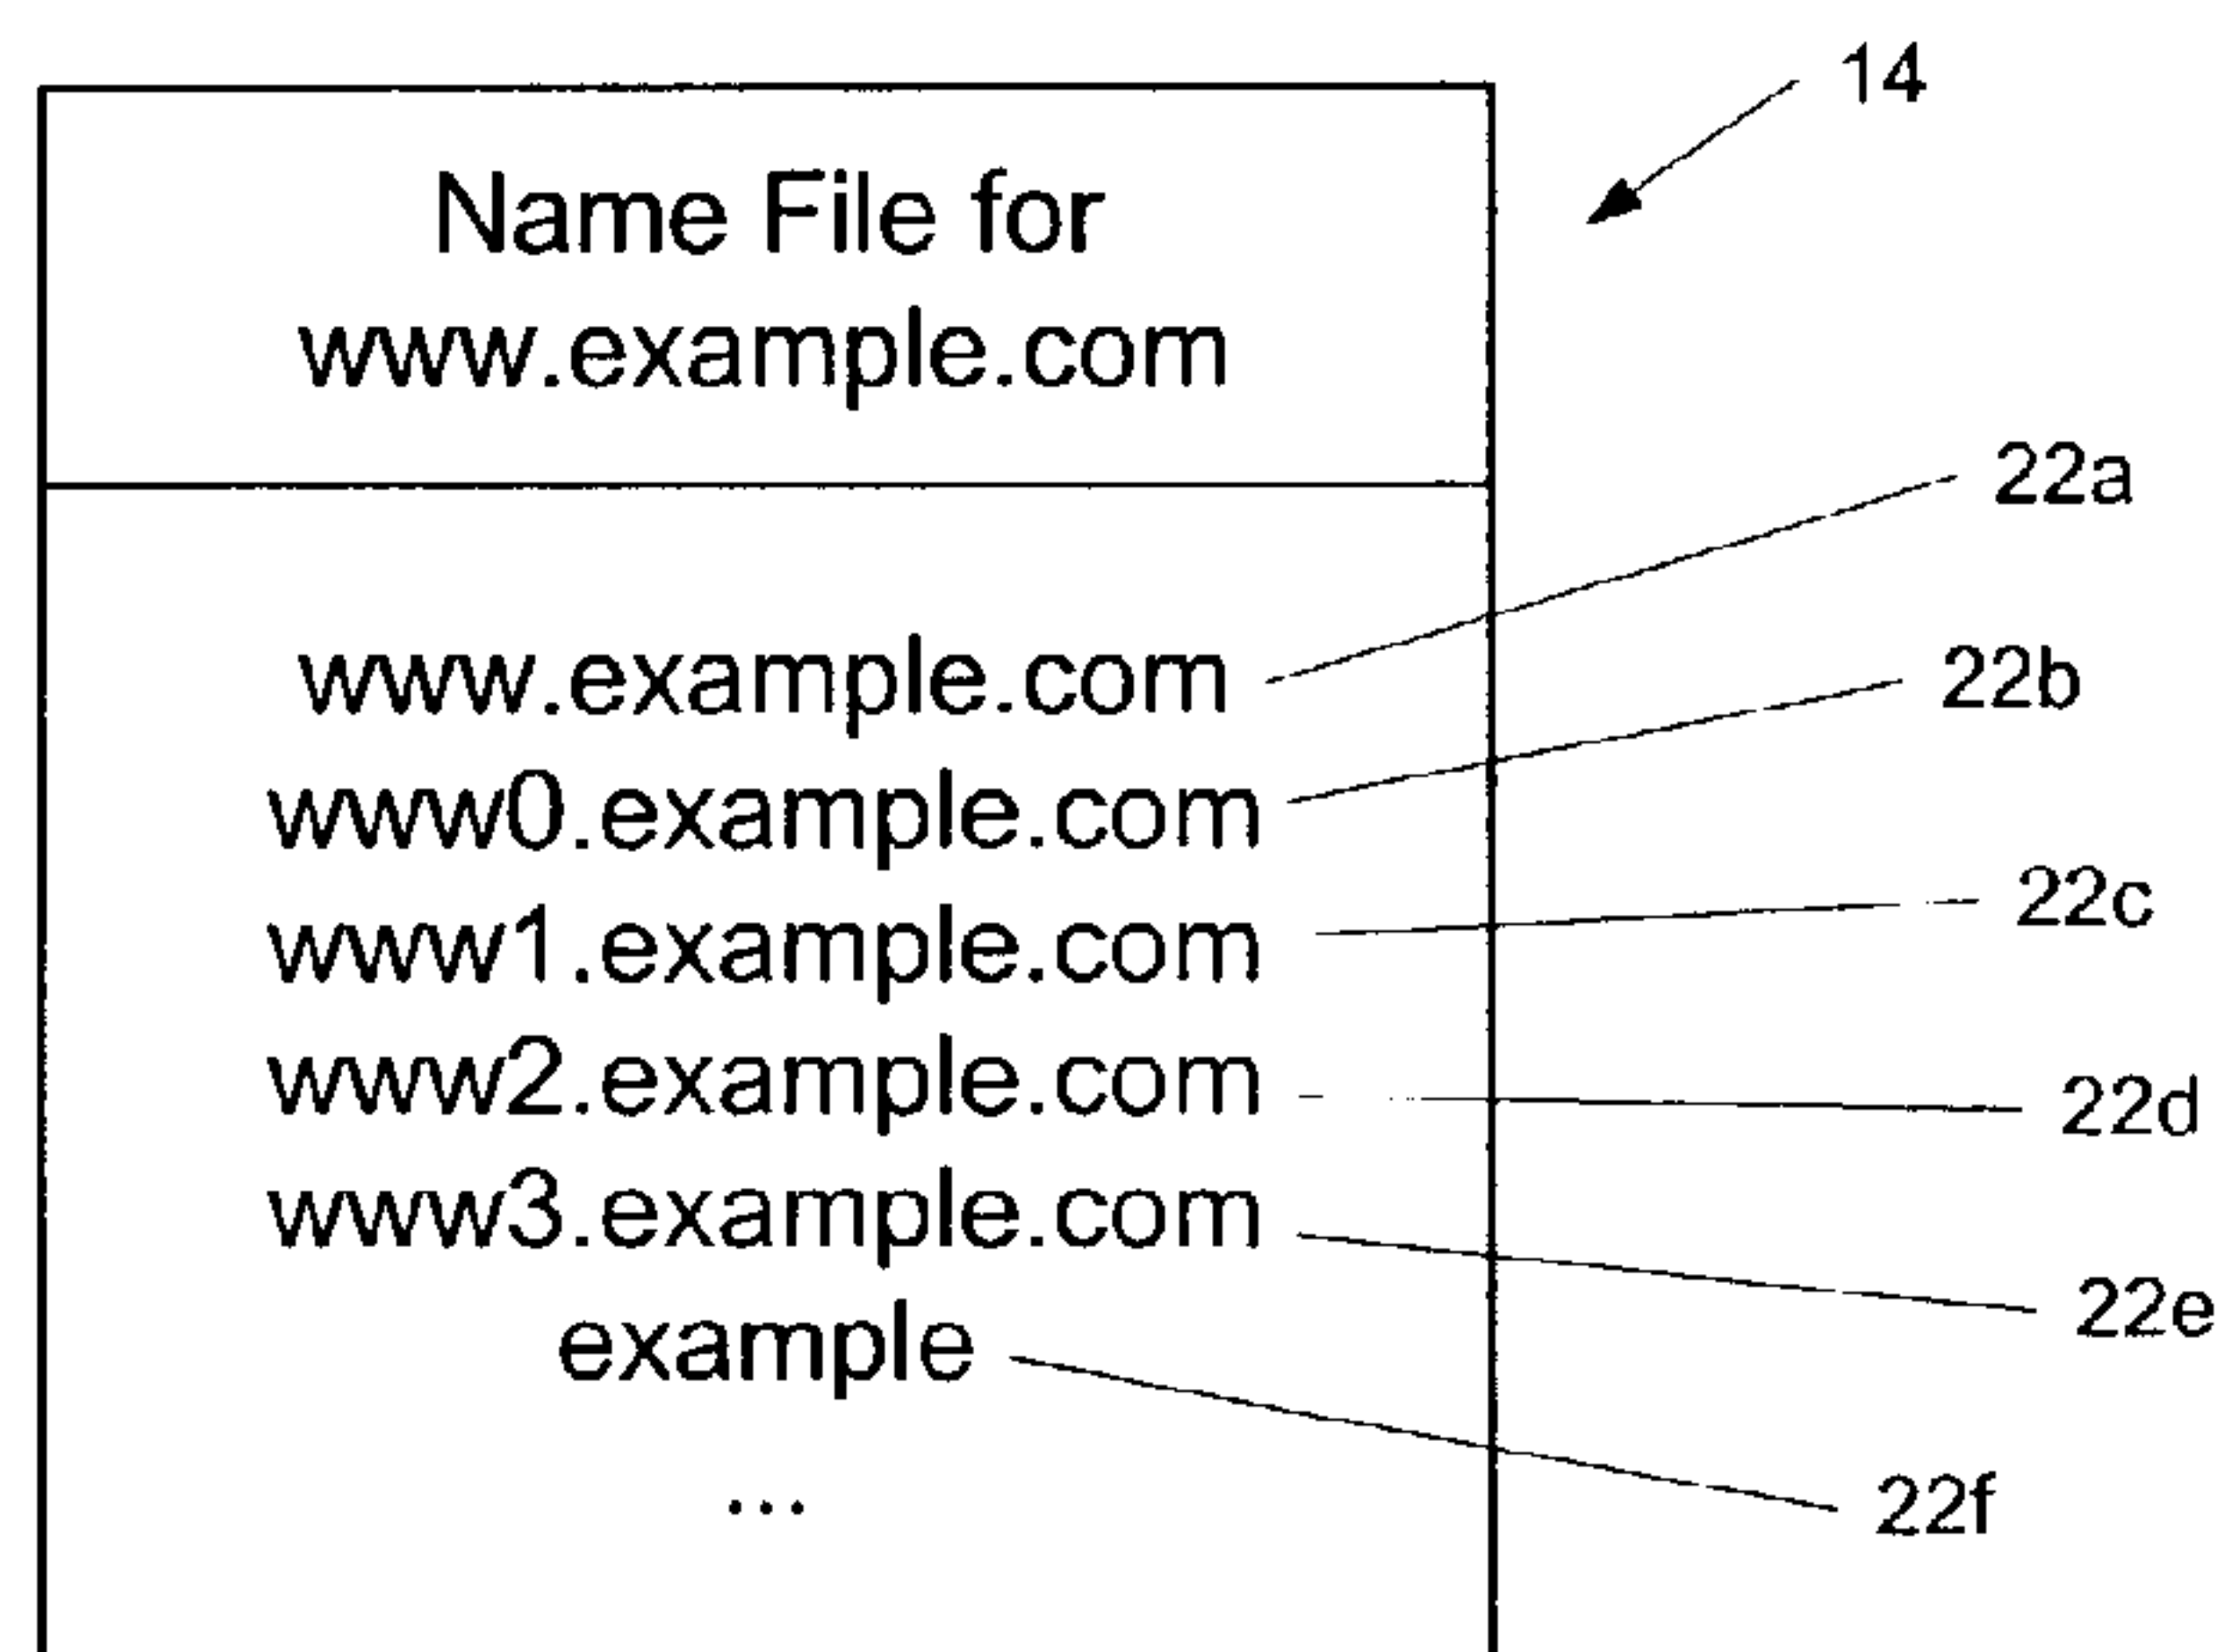 14
Name File for
www.example.com
22a
www.example.com
22b
www0.example.com
22c
www1.example.com
www2.example.com
22d
www3.example.com
22e
example
22f
...